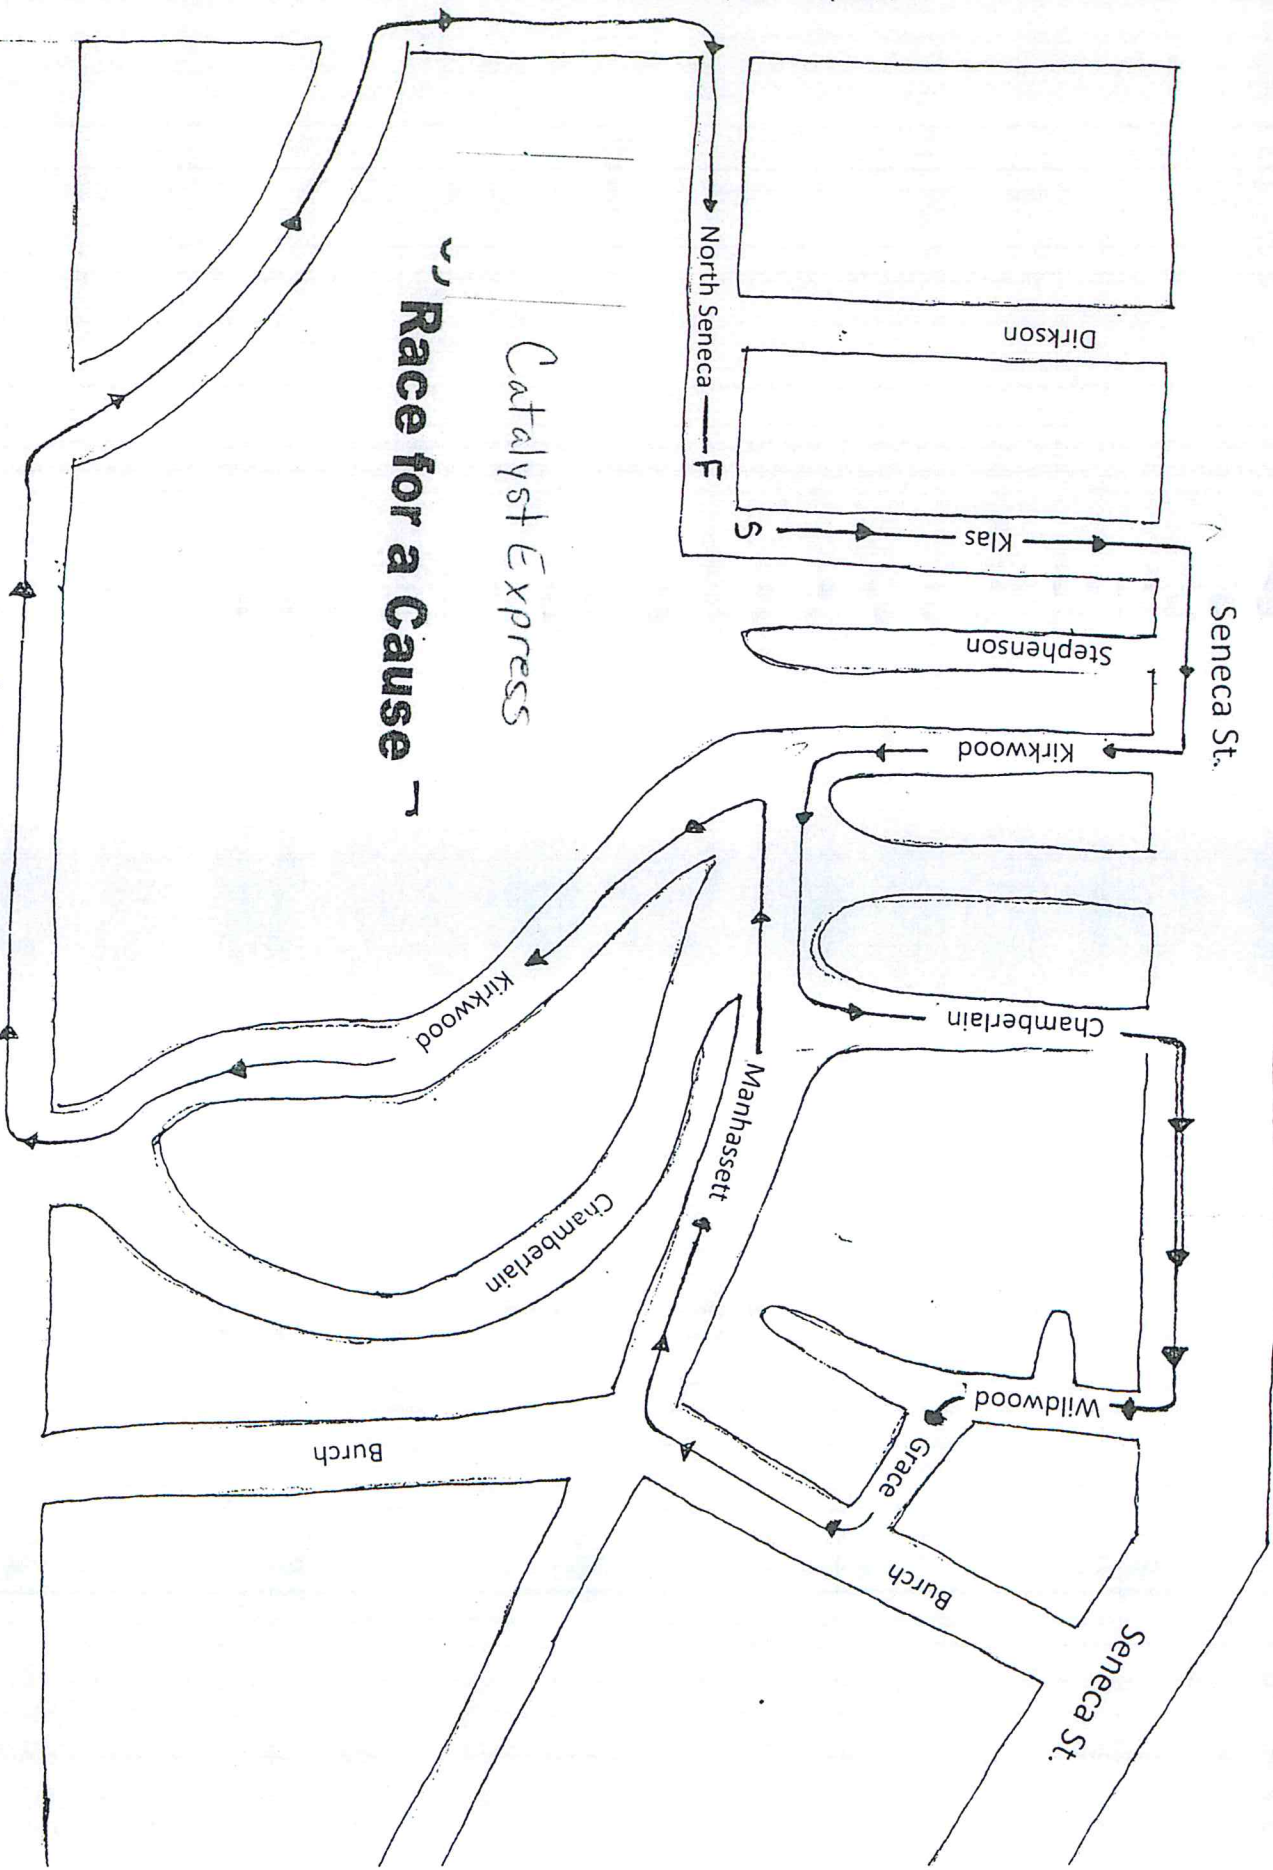 Race for a Cause
Catalyst Express
North Seneca
F
S
Dirkson
Klas
Seneca St.
Stephenson
Kirkwood
Chamberlain
Wildwood
Grace
Burch
Seneca St.
Manhassett
Kirkwood
Chamberlain
Burch